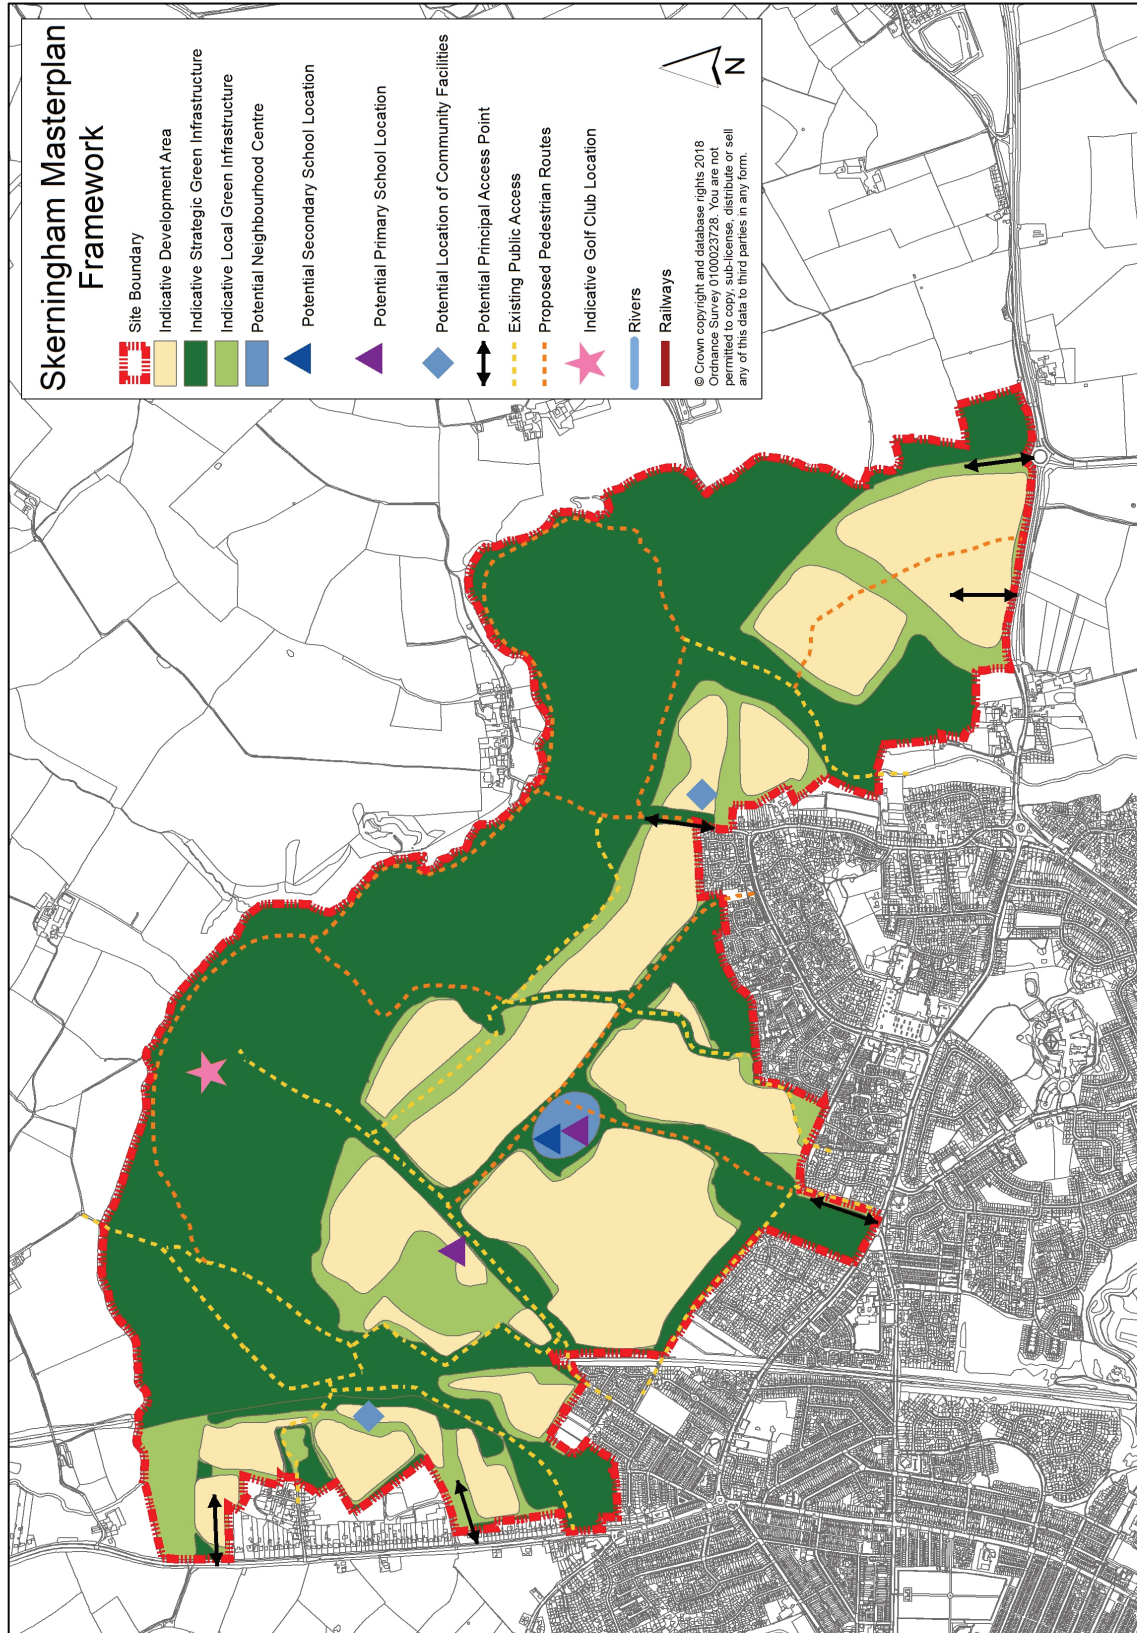 Skerningham Masterplan
Framework
Site Boundary
Indicative Development Area
Indicative Strategic Green Infrastructure
Indicative Local Green Infrastructure
Potential Neighbourhood Centre
Potential Secondary School Location
Potential Primary School Location
Potential Location of Community Facilities
Potential Principal Access Point
Existing Public Access
Proposed Pedestrian Routes
Indicative Golf Club Location
Rivers
Railways
© Crown copyright and database rights 2018
Ordnance Survey 0100023728. You are not
permitted to copy, sub-license, distribute or sell
any of this data to third parties in any form.
N